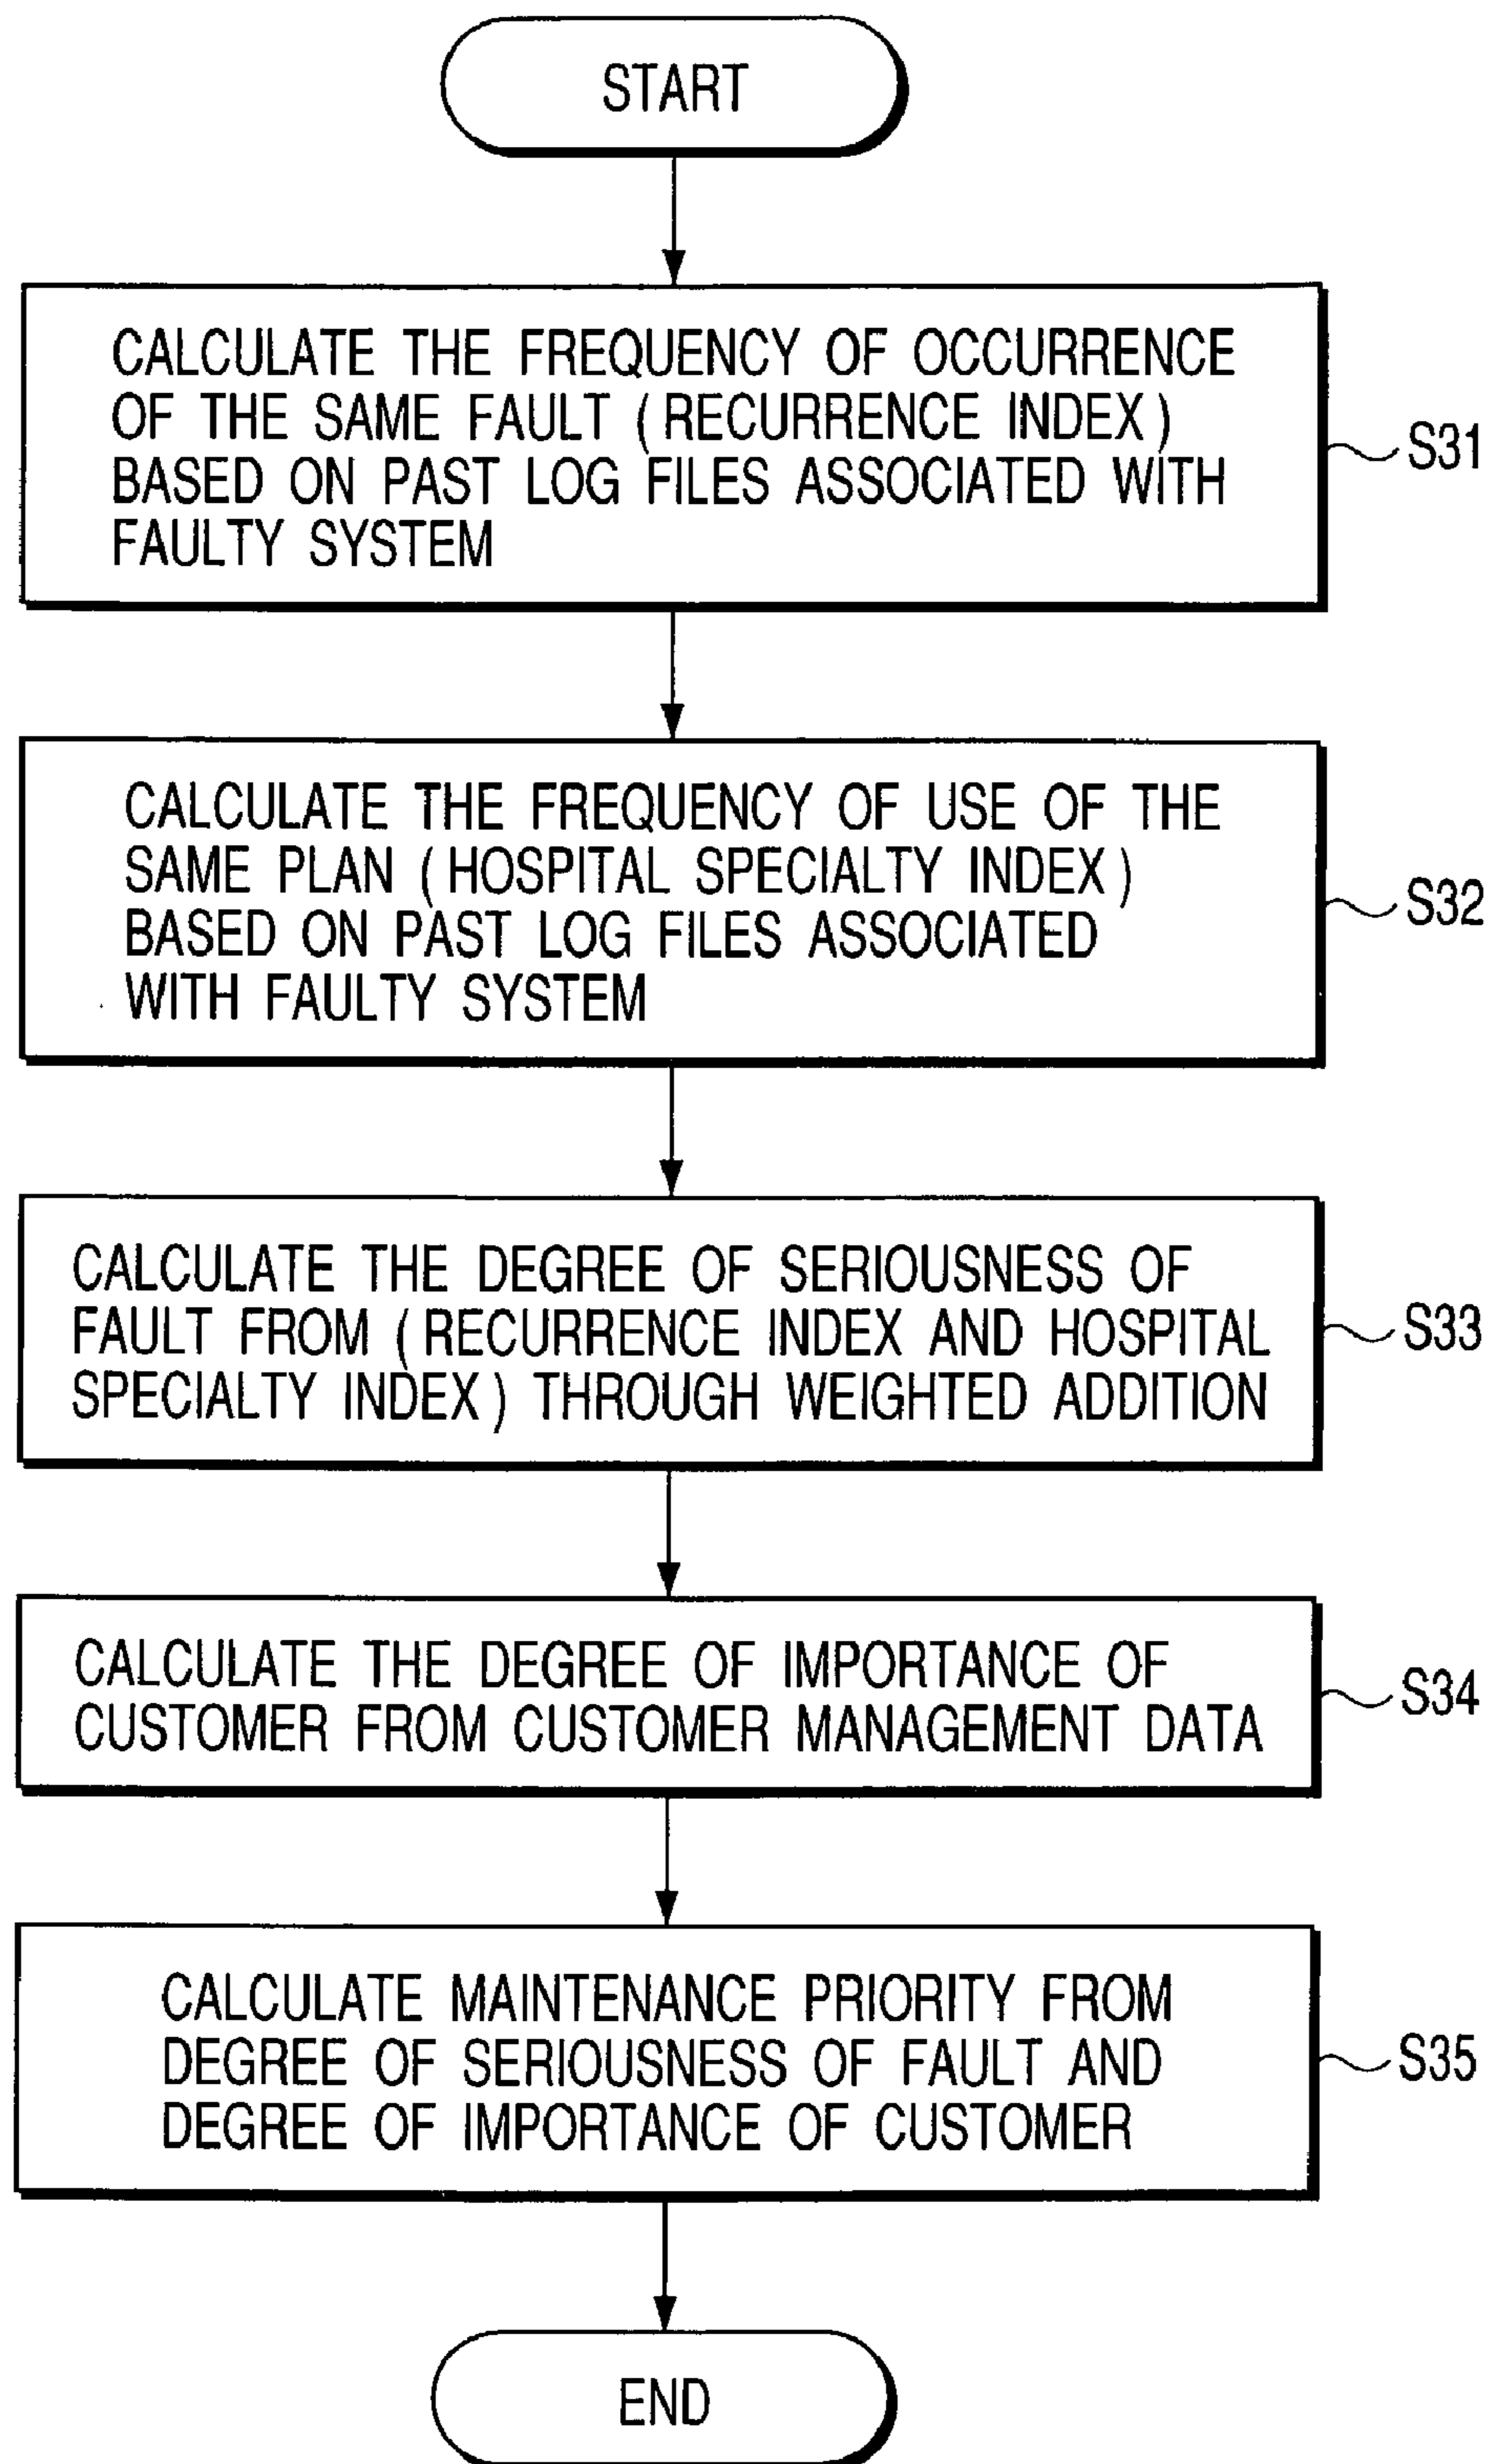 START
CALCULATE THE FREQUENCY OF OCCURRENCE
OF THE SAME FAULT (RECURRENCE INDEX)
BASED ON PAST LOG FILES ASSOCIATED WITH
FAULTY SYSTEM
S31
CALCULATE THE FREQUENCY OF USE OF THE
SAME PLAN (HOSPITAL SPECIALTY INDEX)
BASED ON PAST LOG FILES ASSOCIATED
WITH FAULTY SYSTEM
S32
CALCULATE THE DEGREE OF SERIOUSNESS OF
FAULT FROM (RECURRENCE INDEX AND HOSPITAL
SPECIALTY INDEX) THROUGH WEIGHTED ADDITION
S33
CALCULATE THE DEGREE OF IMPORTANCE OF
CUSTOMER FROM CUSTOMER MANAGEMENT DATA
S34
CALCULATE MAINTENANCE PRIORITY FROM
DEGREE OF SERIOUSNESS OF FAULT AND
DEGREE OF IMPORTANCE OF CUSTOMER
S35
END